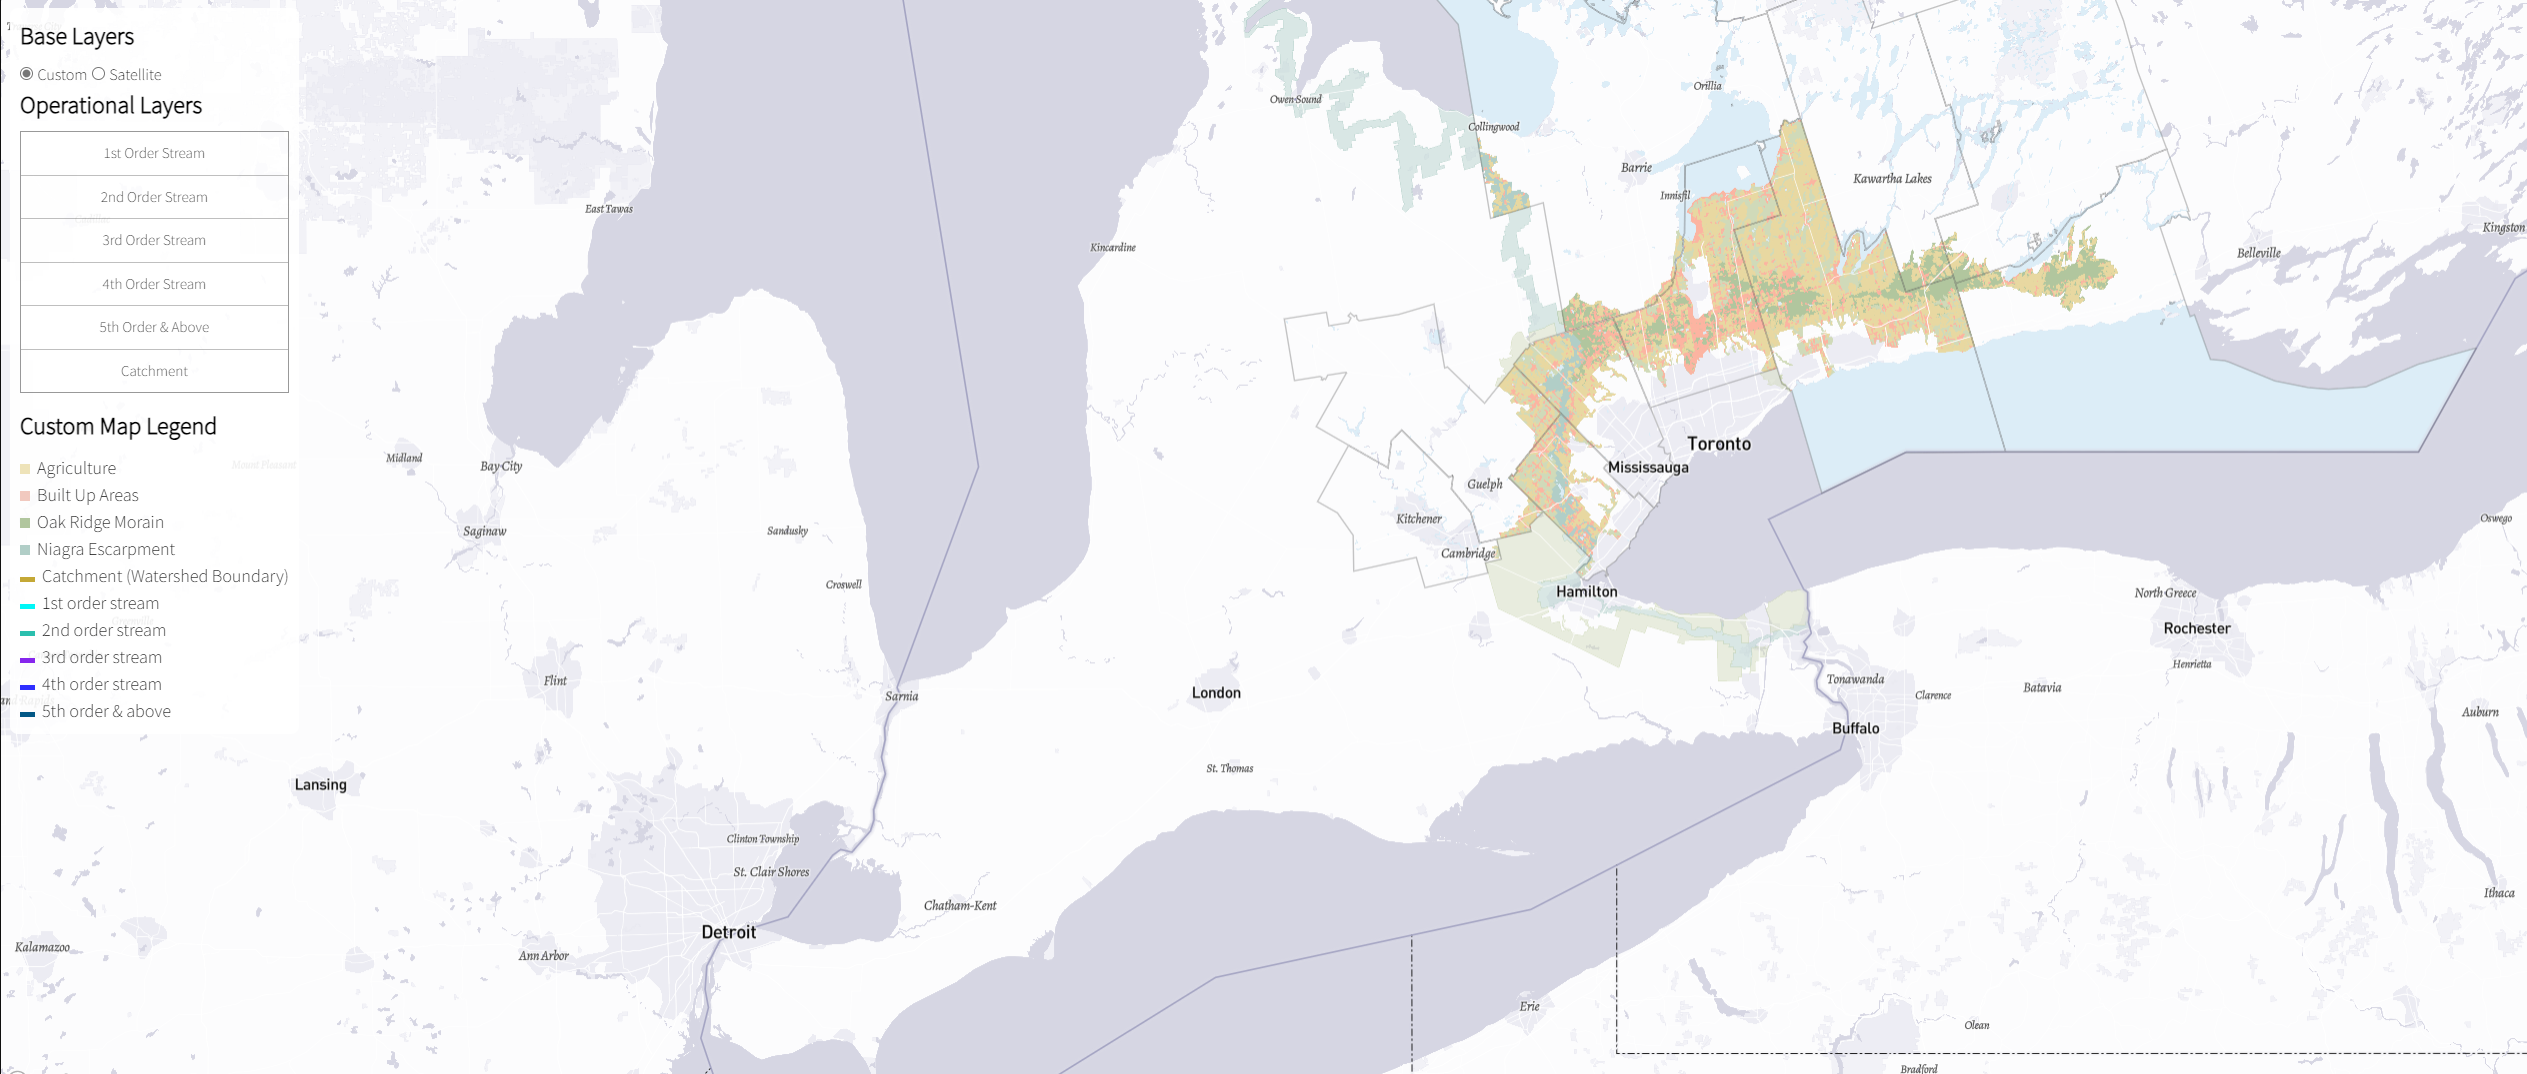 Base Layers
Custom Satellite
Operational Layers
1st Order Stream
2nd Order Stream
3rd Order Stream
4th Order Stream
5th Order & Above
Catchment
Custom Map Legend
Agriculture
Built Up Areas
Oak Ridge Morain
Niagra Escarpment
Catchment (Watershed Boundary)
1st order stream
2nd order stream
3rd order stream
4th order stream
5th order & above
Mount Pleasant
Owen Sound
Collingwood
Orillia
Barrie
Innisfil
Kawartha Lakes
East Tawas
Kincardine
Belleville
Kingston
Midland
Bay City
Saginaw
Sandusky
Croswell
Toronto
Mississauga
Guelph
Kitchener
Cambridge
Hamilton
Oswego
North Greece
Rochester
Henrietta
Flint
Sarnia
London
St. Thomas
Tonawanda
Clarence
Batavia
Buffalo
Auburn
Lansing
Clinton Township
St. Clair Shores
Chatham-Kent
Detroit
Ann Arbor
Kalamazoo
Ithaca
Erie
Olean
Bradford